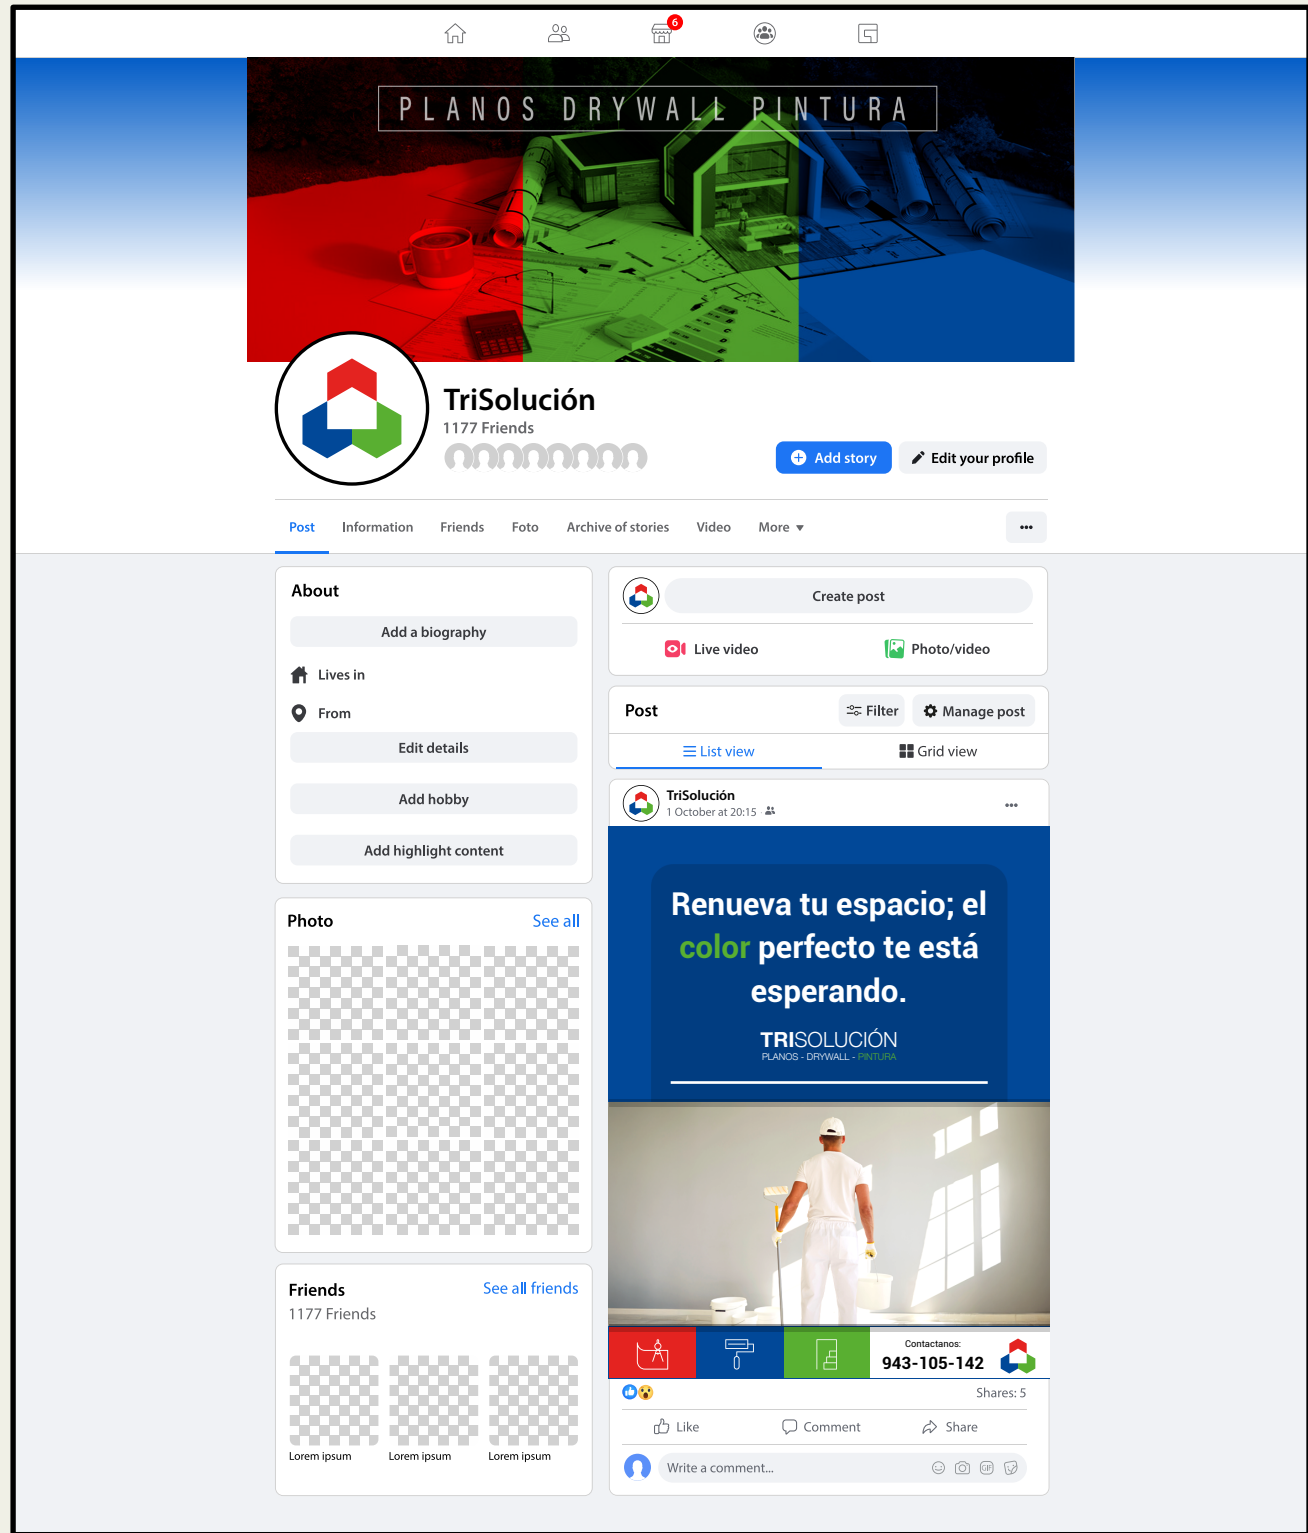 6
PLANOS DRYWALL PINTURA
TriSolución
1177 Friends
Add story
Edit your profile
Post
Information
Friends
Foto
Archive of stories
Video
More
About
Add a biography
Lives in
From
Edit details
Add hobby
Add highlight content
Photo
See all
Friends
See all friends
1177 Friends
Lorem ipsum
Lorem ipsum
Lorem ipsum
Create post
Live video
Photo/video
Post
Filter
Manage post
List view
Grid view
TriSolución
1 October at 20:15
Renueva tu espacio; el
color perfecto te está
esperando.
TRISOLUCIÓN
PLANOS - DRYWALL - PINTURA
Contactanos:
943-105-142
Shares: 5
Like
Comment
Share
Write a comment...
GIF